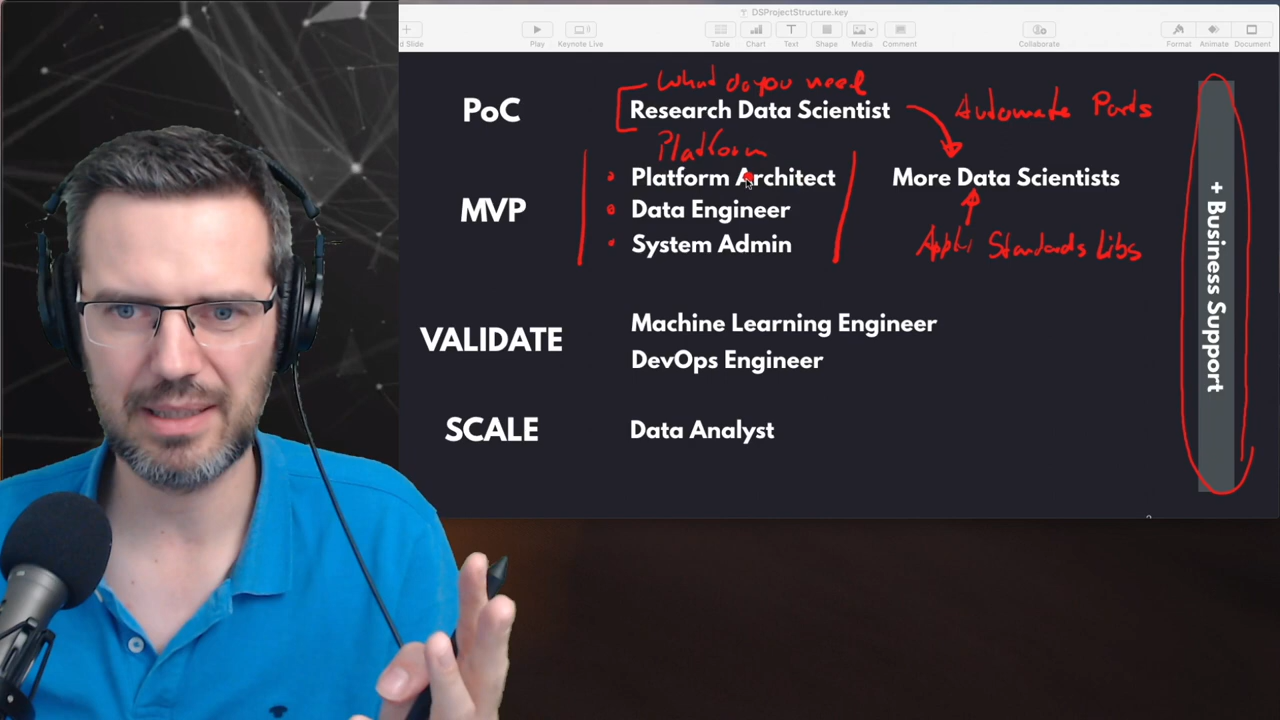 DSProjectStructure.key
d Slide Play Keynote Live Table Chart Text Shape Media Comment Collaborate Format Animate Document
What do you need
PoC Research Data Scientist Automate Parts
Platform
Platform Architect More Data Scientists
MVP Data Engineer
System Admin Standards Libs
+ Business Support
Machine Learning Engineer
VALIDATE
DevOps Engineer
SCALE Data Analyst